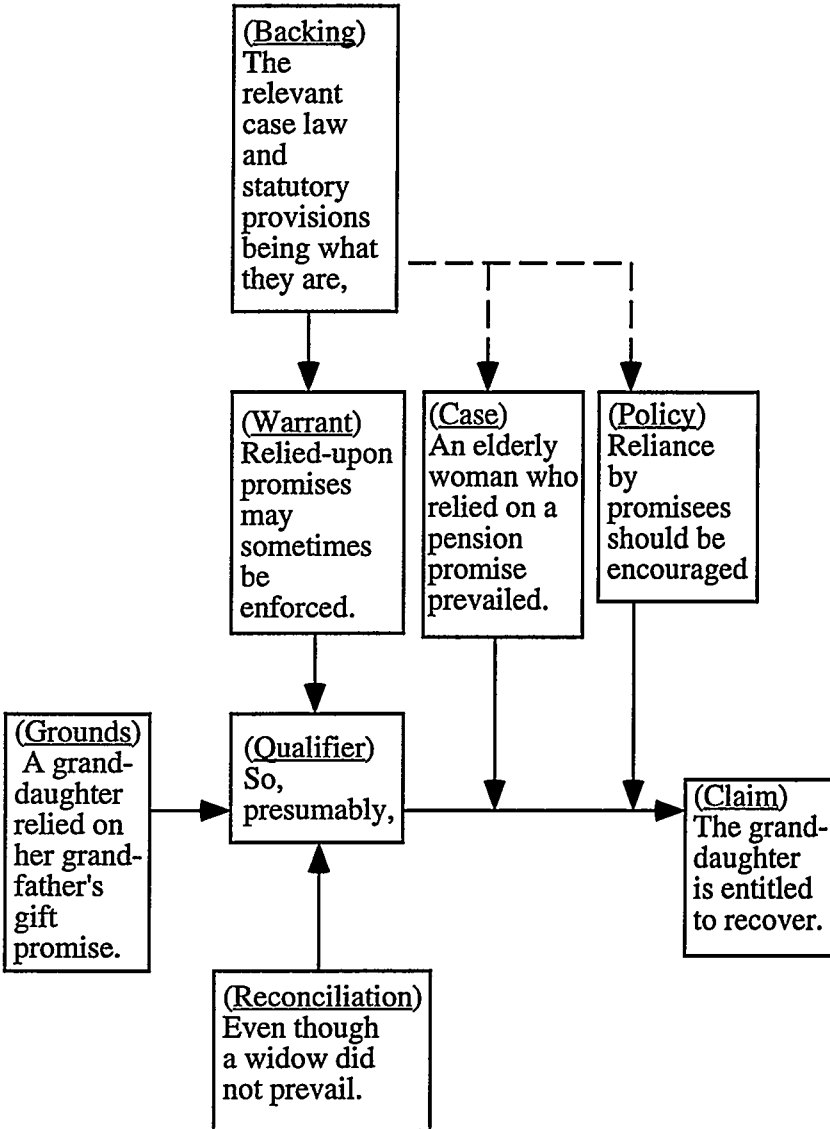 (Backing)
The
relevant
case law
and
statutory
provisions
being what
they are,
(Warrant)
Relied-upon
promises
may
sometimes
be
enforced.
(Case)
An elderly
woman who
relied on a
pension
promise
prevailed.
(Policy)
Reliance
by
promisees
should be
encouraged
(Grounds)
A grand-
daughter
relied on
her grand-
father's
gift
promise.
(Qualifier)
So,
presumably,
(Claim)
The grand-
daughter
is entitled
to recover.
(Reconciliation)
Even though
a widow did
not prevail.